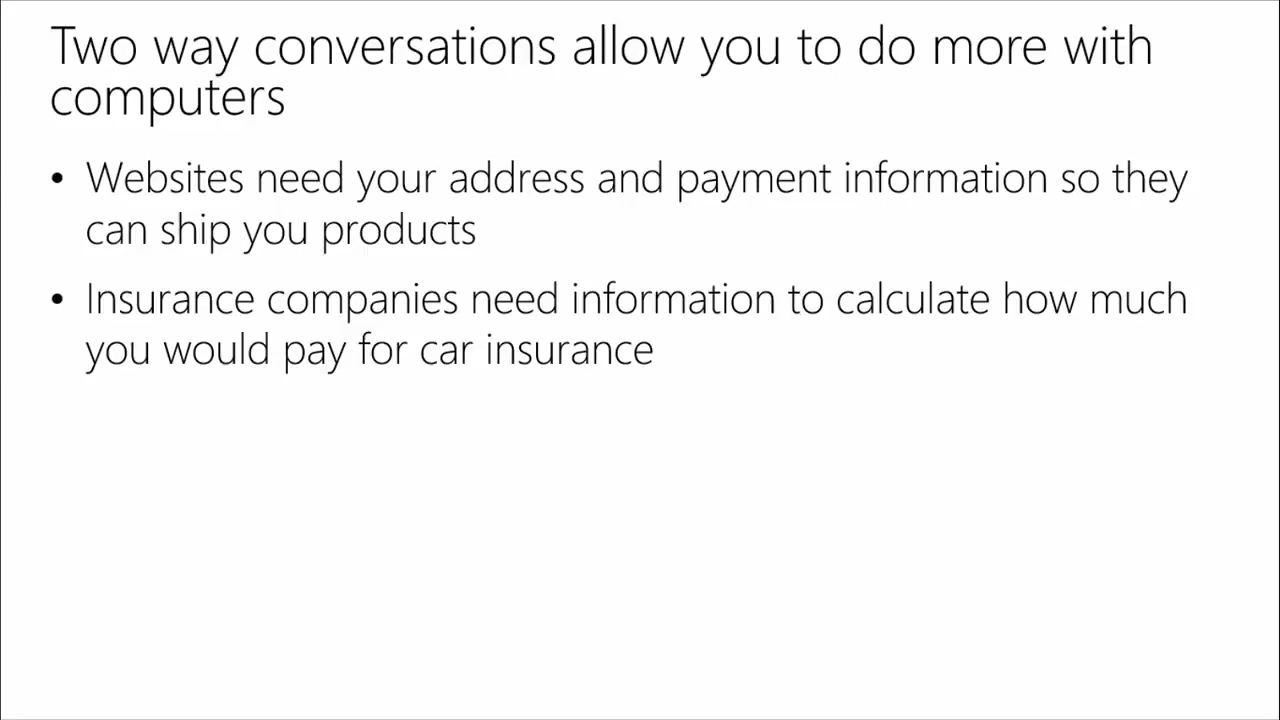 Two way conversations allow you to do more with
computers
• Websites need your address and payment information so they
can ship you products
• Insurance companies need information to calculate how much
you would pay for car insurance